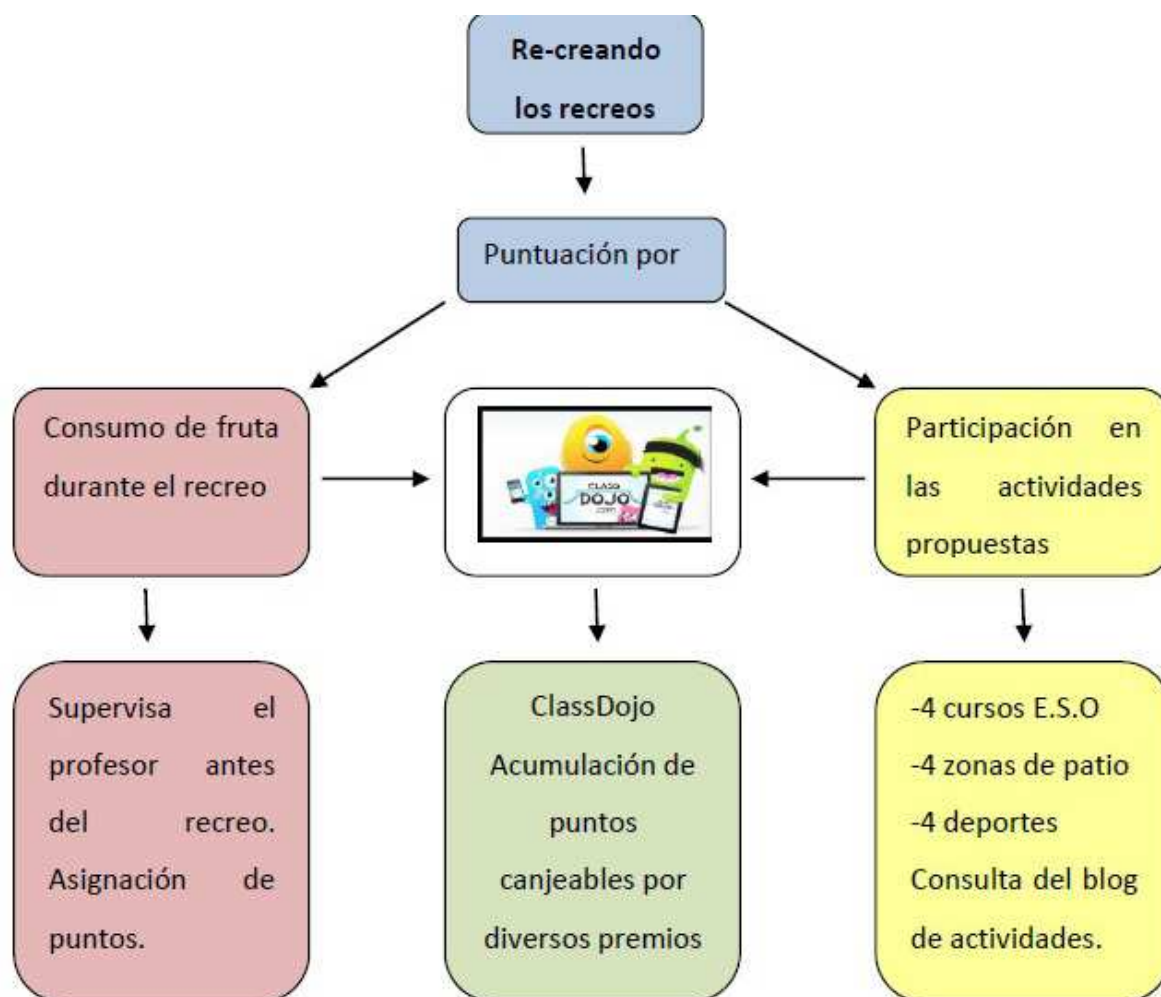 Re-creando
los recreos
Puntuación por
Consumo de fruta
durante el recreo
CLASS
DOJO
.com
Participación en
las actividades
propuestas
Supervisa el
profesor antes
del recreo.
Asignación de
puntos.
ClassDojo
Acumulación de
puntos
canjeables por
diversos premios
-4 cursos E.S.O
-4 zonas de patio
-4 deportes
Consulta del blog
de actividades.